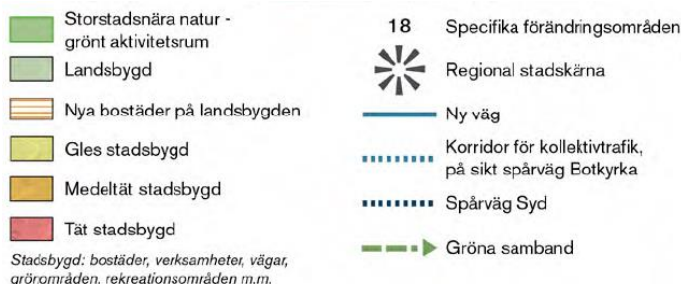 Storstadsnära natur -
grönt aktivitetsrum
Landsbygd
Nya bostäder på landsbygden
Gles stadsbygd
Medeltät stadsbygd
Tät stadsbygd
Stadsbygd: bostäder, verksamheter, vägar,
grönområden, rekreationsområden m.m.
18 Specifika förändringsområden
Regional stadskärna
Ny väg
Korridor för kollektivtrafik,
på sikt spårväg Botkyrka
Spårväg Syd
Gröna samband